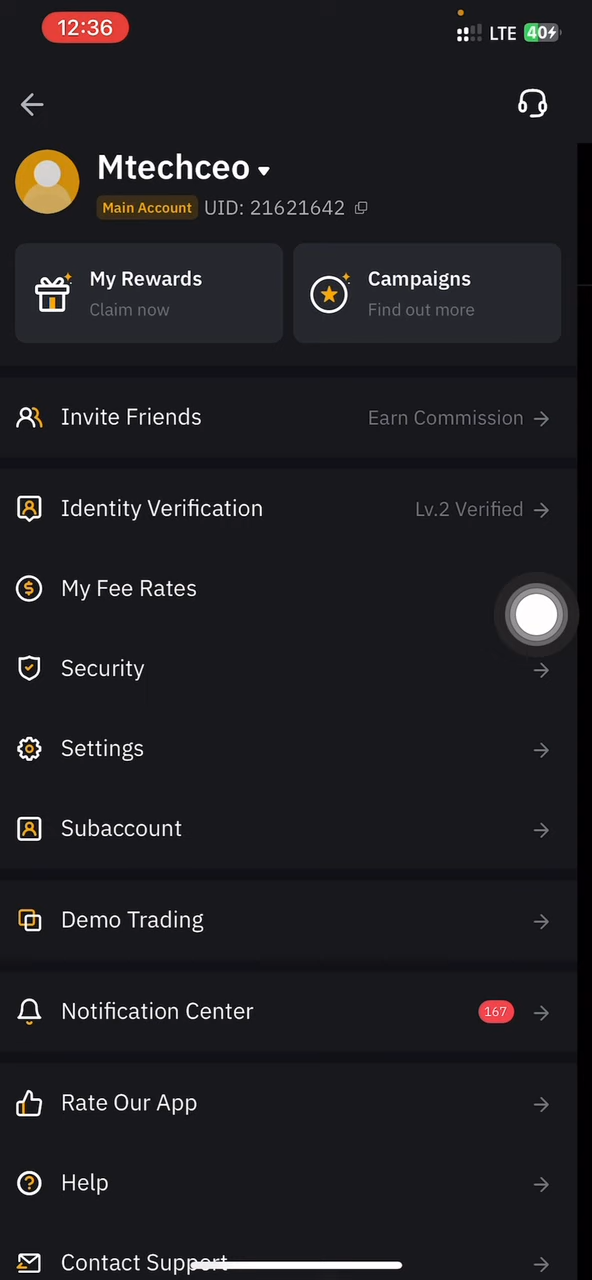 12:36
LTE 40
Mtechceo
Main Account UID: 21621642
My Rewards
Claim now
Campaigns
Find out more
Invite Friends Earn Commission
Identity Verification Lv.2 Verified
My Fee Rates
Security
Settings
Subaccount
Demo Trading
Notification Center 167
Rate Our App
Help
Contact Support